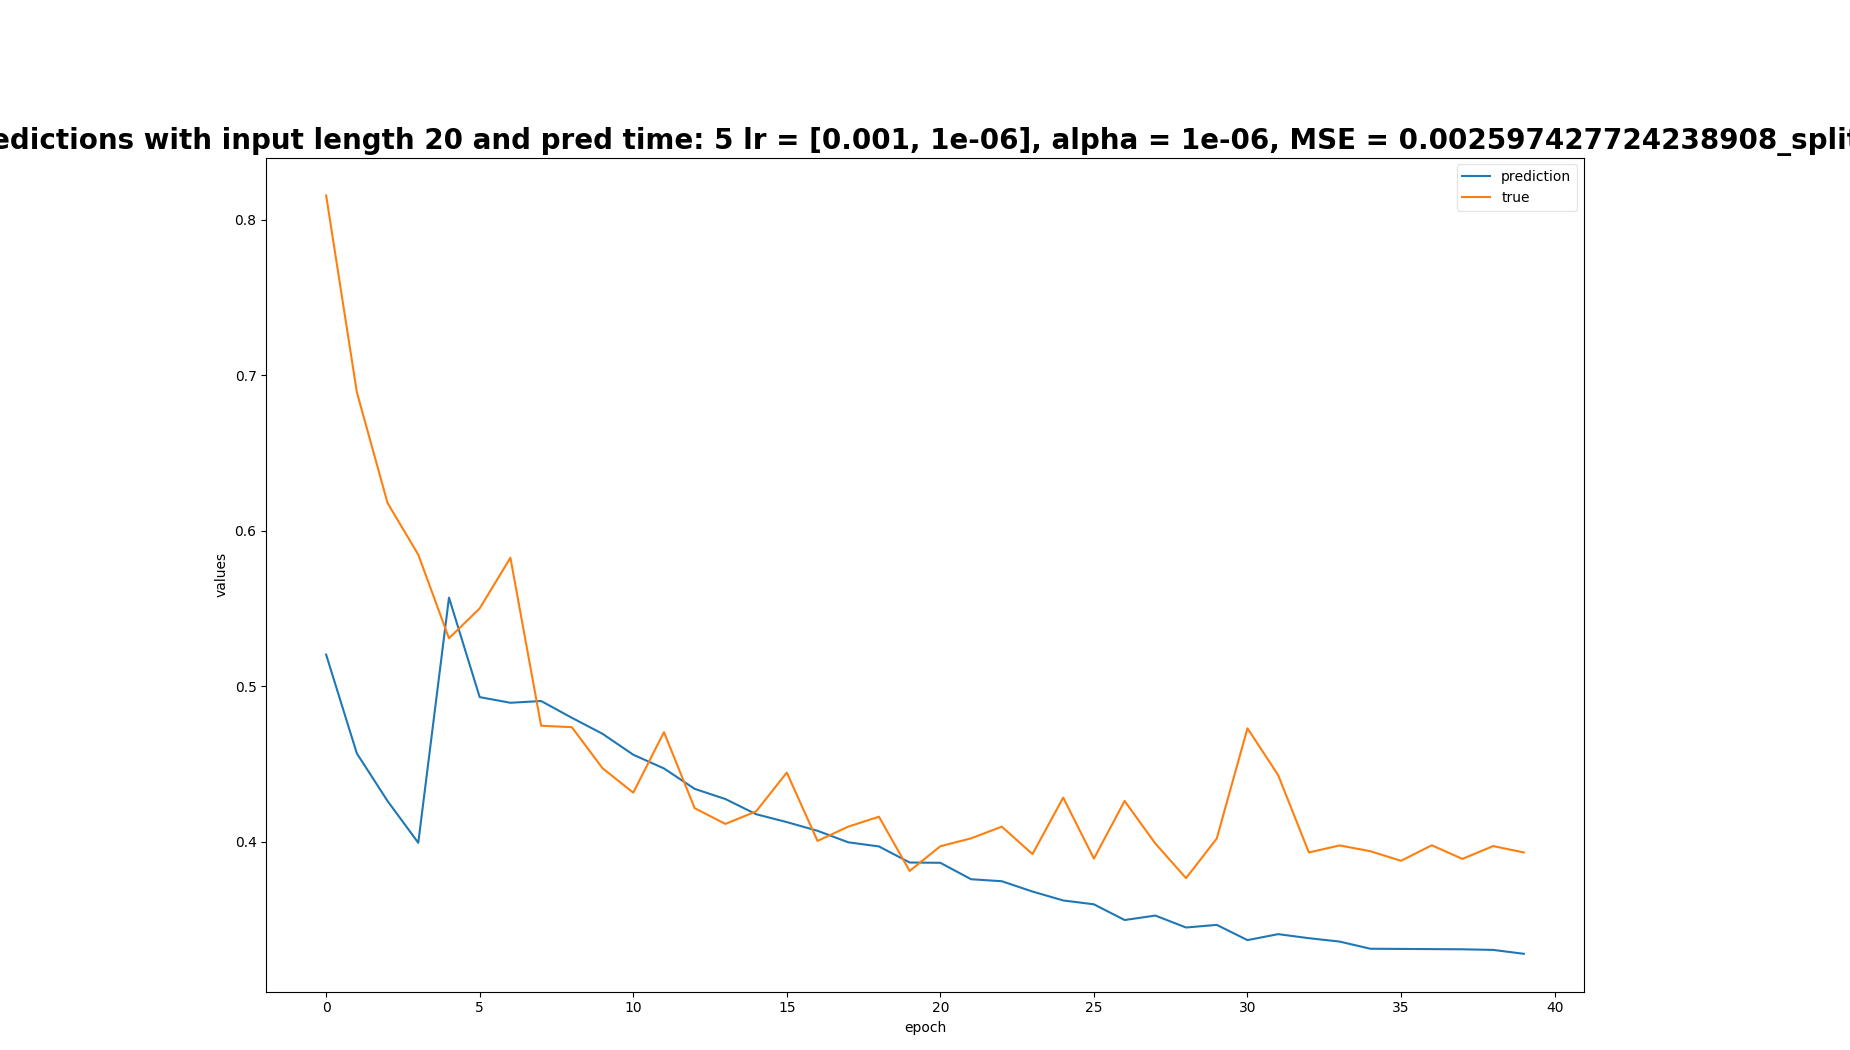 edictions with input length 20 and pred time: 5 lr = [0.001, 1e-06], alpha = 1e-06, MSE = 0.002597427724238908_split
prediction
true
0.8
0.7
0.6
0.5
0.4
values
0 5 10 15 20 25 30 35 40
epoch